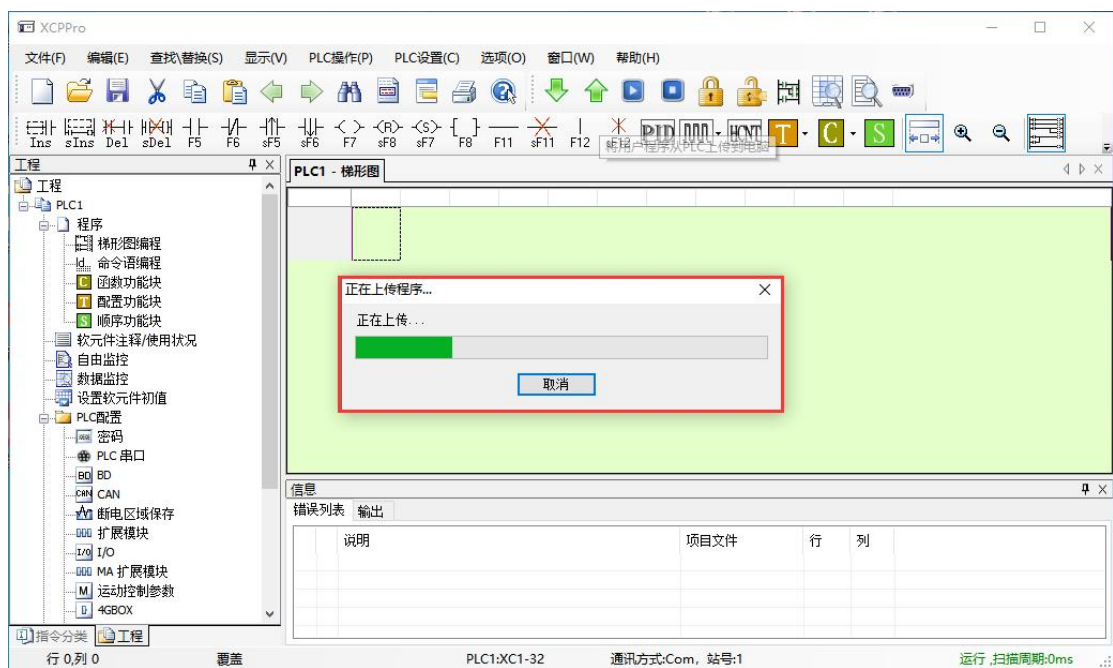 XCPPro
文件(F) 编辑(E) 查找\替换(S) 显示(V) PLC操作(P) PLC设置(C) 选项(O) 窗口(W) 帮助(H)
Ins sIns Del sDel F5 F6 sF5 sF6 F7 sF8 sF7 F8 F11 sF11 F12 sF12 PID HCNT T C S
将用户程序从PLC上传到电脑
工程
工程
PLC1
程序
梯形图编程
命令语编程
函数功能块
配置功能块
顺序功能块
软元件注释/使用状况
自由监控
数据监控
设置软元件初值
PLC配置
密码
PLC 串口
BD BD
CAN CAN
断电区域保存
扩展模块
I/O I/O
MA 扩展模块
M 运动控制参数
4GBOX
指令分类 工程
PLC1 - 梯形图
正在上传程序...
正在上传...
取消
信息
错误列表 输出
说明 项目文件 行 列
行 0,列 0 覆盖 PLC1:XC1-32 通讯方式:Com，站号:1 运行 ,扫描周期:0ms